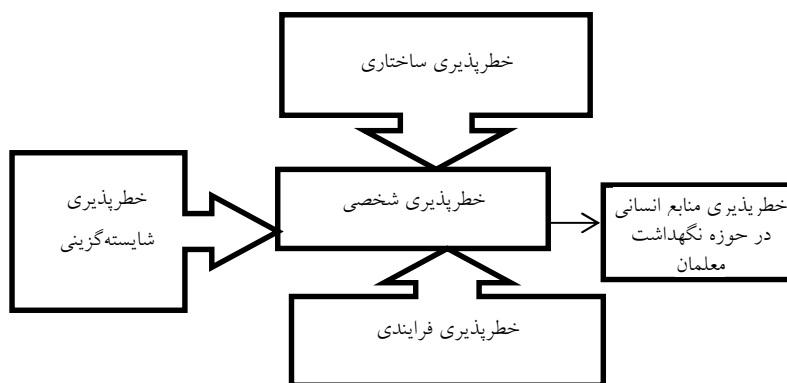 خطرپذیری ساختاری
خطرپذیری
شایسته‌گزینی
خطرپذیری شخصی
خطرپذیری منابع انسانی
در حوزه نگهداشت
معلمان
خطرپذیری فرایندی